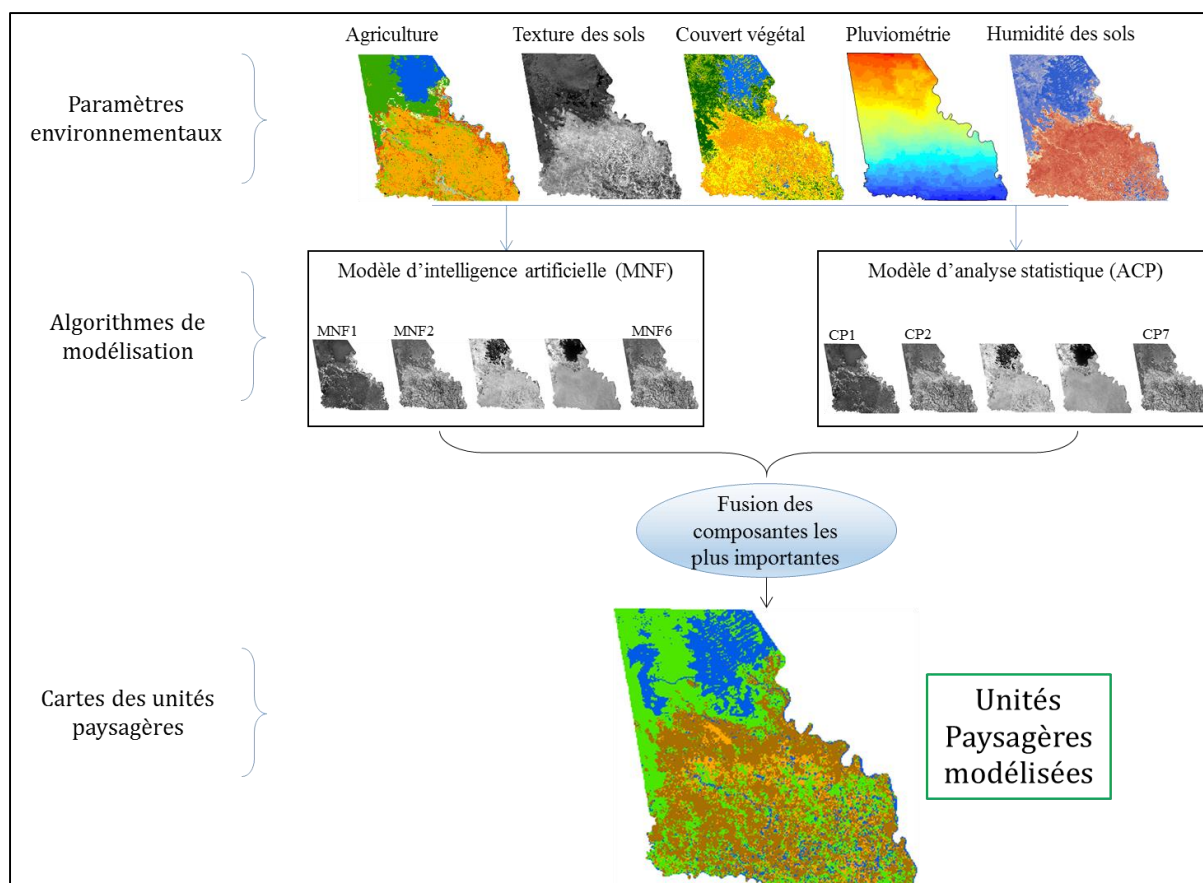 Agriculture
Texture des sols
Couvert végétal
Pluviométrie
Humidité des sols
Paramètres
environnementaux
Algorithmes de
modélisation
Modèle d'intelligence artificielle (MNF)
MNF1
MNF2
MNF6
Modèle d'analyse statistique (ACP)
CP1
CP2
CP7
Fusion des
composantes les
plus importantes
Cartes des unités
paysagères
Unités
Paysagères
modélisées